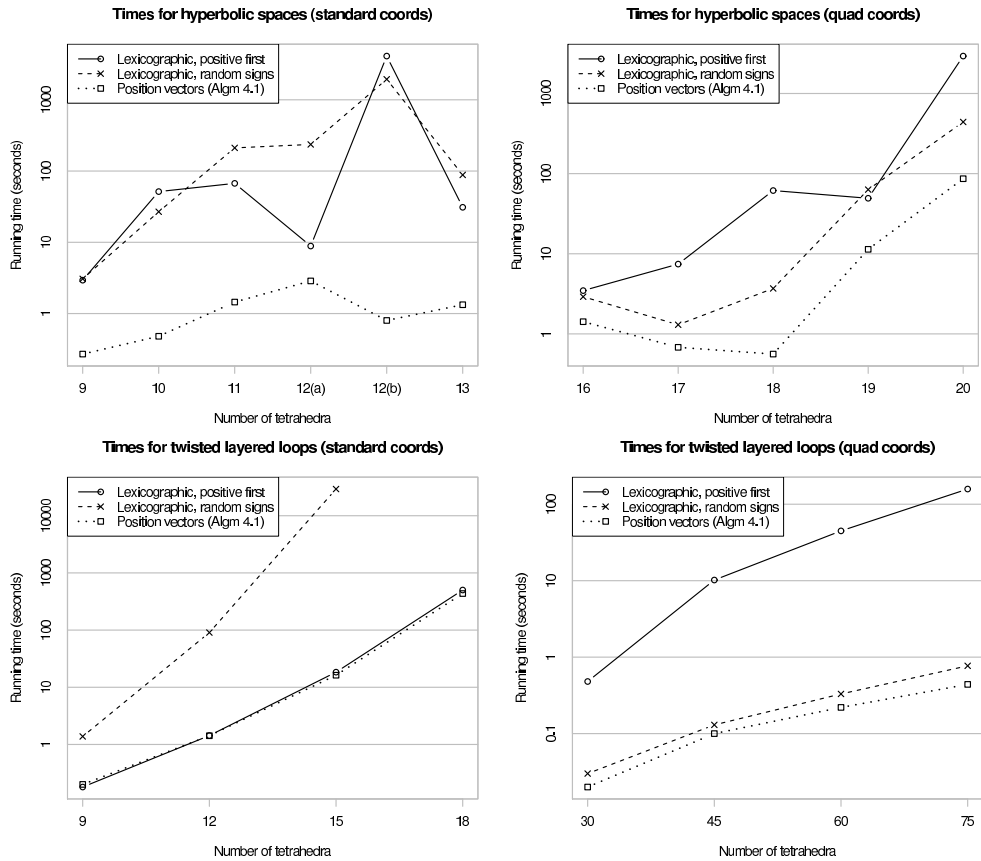 Times for hyperbolic spaces (standard coords)
Lexicographic, positive first
Lexicographic, random signs
Position vectors (Algm 4.1)
Running time (seconds)
1000
100
10
1
9 10 11 12(a) 12(b) 13
Number of tetrahedra
Times for hyperbolic spaces (quad coords)
Lexicographic, positive first
Lexicographic, random signs
Position vectors (Algm 4.1)
Running time (seconds)
1000
100
10
1
16 17 18 19 20
Number of tetrahedra
Times for twisted layered loops (standard coords)
Lexicographic, positive first
Lexicographic, random signs
Position vectors (Algm 4.1)
Running time (seconds)
10000
1000
100
10
1
9 12 15 18
Number of tetrahedra
Times for twisted layered loops (quad coords)
Lexicographic, positive first
Lexicographic, random signs
Position vectors (Algm 4.1)
Running time (seconds)
100
10
1
0.1
30 45 60 75
Number of tetrahedra